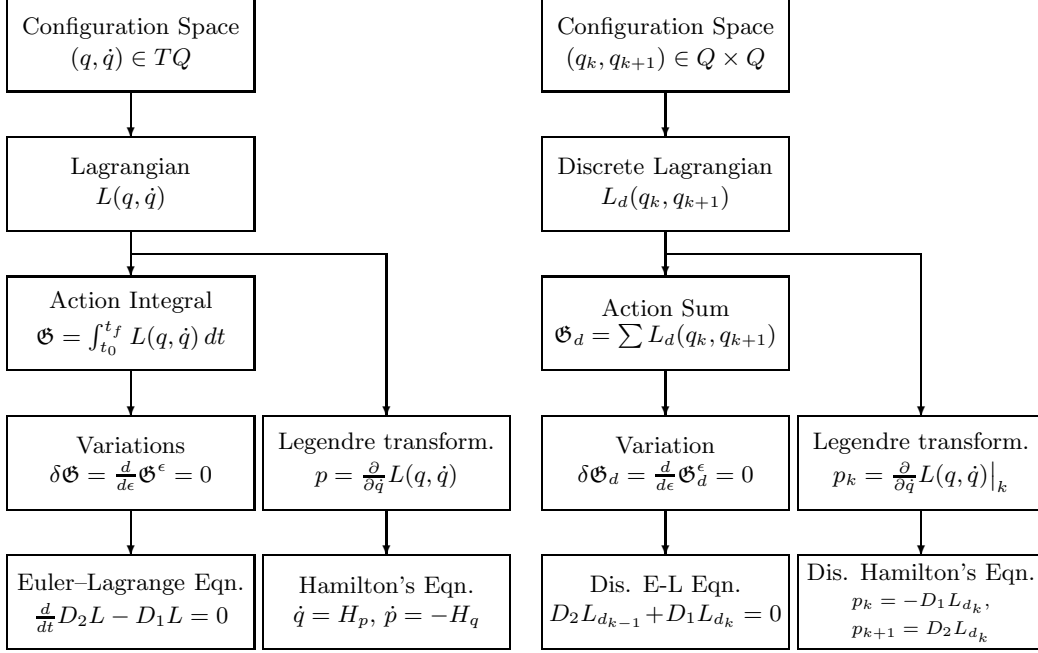 Configuration Space
(q, q̇) ∈ TQ
Lagrangian
L(q, q̇)
Action Integral
𝔊 = ∫_{t_0}^{t_f} L(q, q̇) dt
Variations
δ𝔊 = d/dϵ 𝔊^ϵ = 0
Legendre transform.
p = ∂/∂q̇ L(q, q̇)
Euler–Lagrange Eqn.
d/dt D_2L − D_1L = 0
Hamilton's Eqn.
q̇ = H_p, ṗ = −H_q
Configuration Space
(q_k, q_{k+1}) ∈ Q × Q
Discrete Lagrangian
L_d(q_k, q_{k+1})
Action Sum
𝔊_d = ∑ L_d(q_k, q_{k+1})
Variation
δ𝔊_d = d/dϵ 𝔊_d^ϵ = 0
Legendre transform.
p_k = ∂/∂q̇ L(q, q̇)|_k
Dis. E-L Eqn.
D_2L_{d_{k−1}} + D_1L_{d_k} = 0
Dis. Hamilton's Eqn.
p_k = −D_1L_{d_k},
p_{k+1} = D_2L_{d_k}